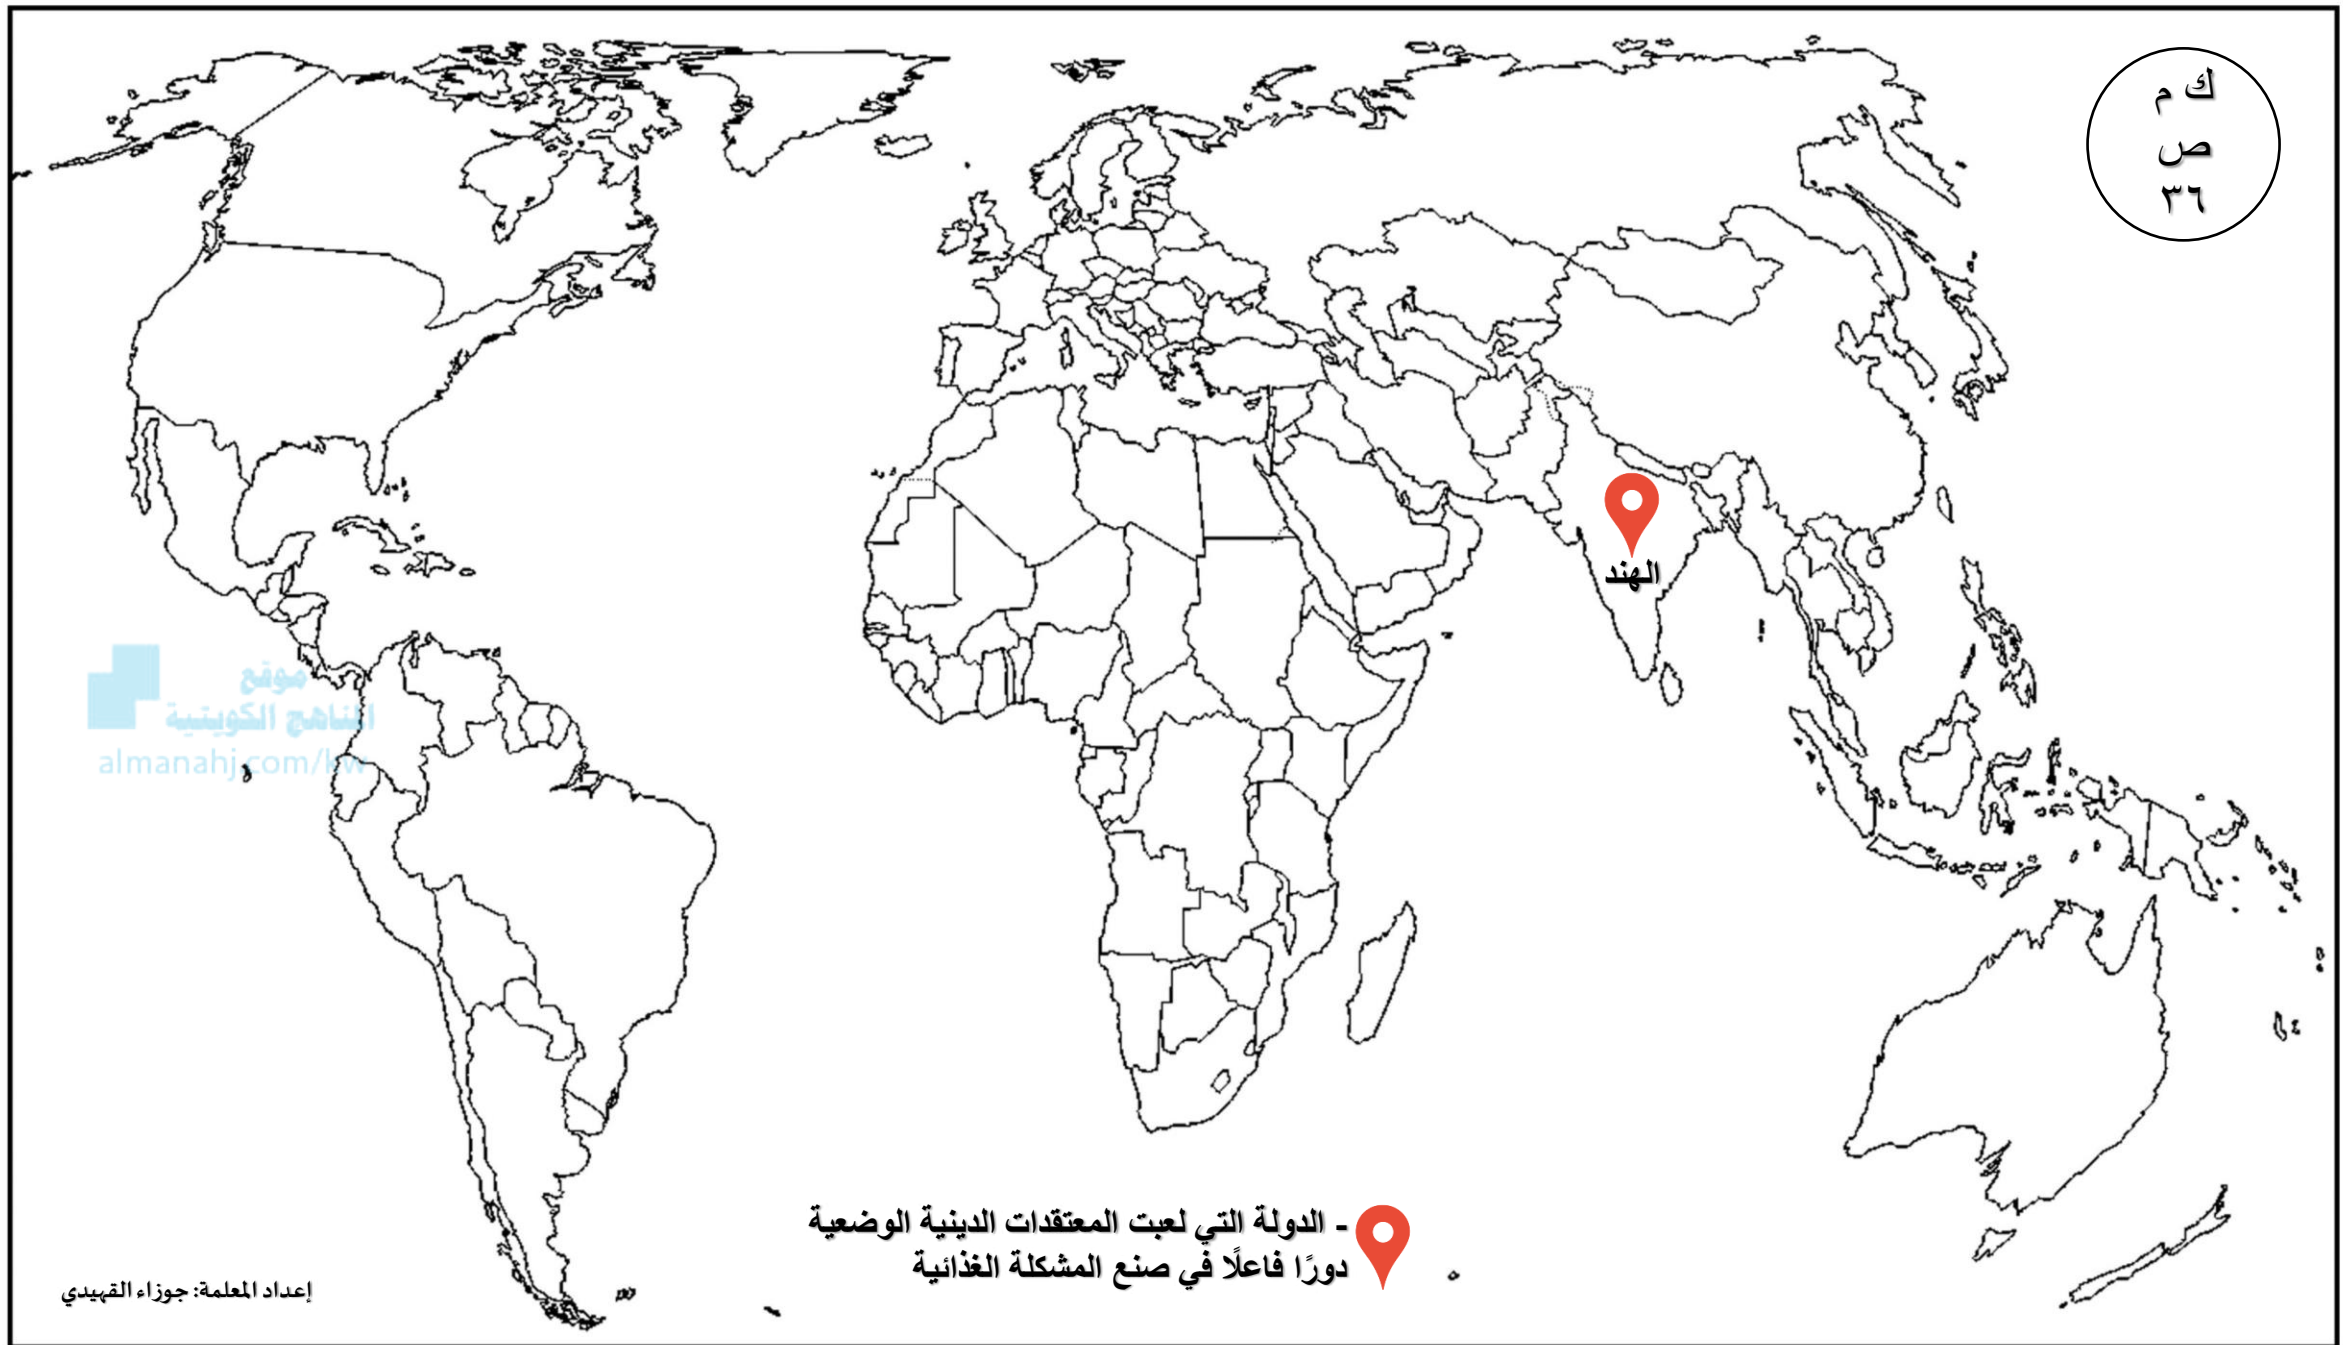 ك م
ص
٣٦
الهند
موقع
المناهج الكويتية
almanahj.com/kw
- الدولة التي لعبت المعتقدات الدينية الوضعية
دورًا فاعلًا في صنع المشكلة الغذائية
إعداد المعلمة: جوزاء القهيدي